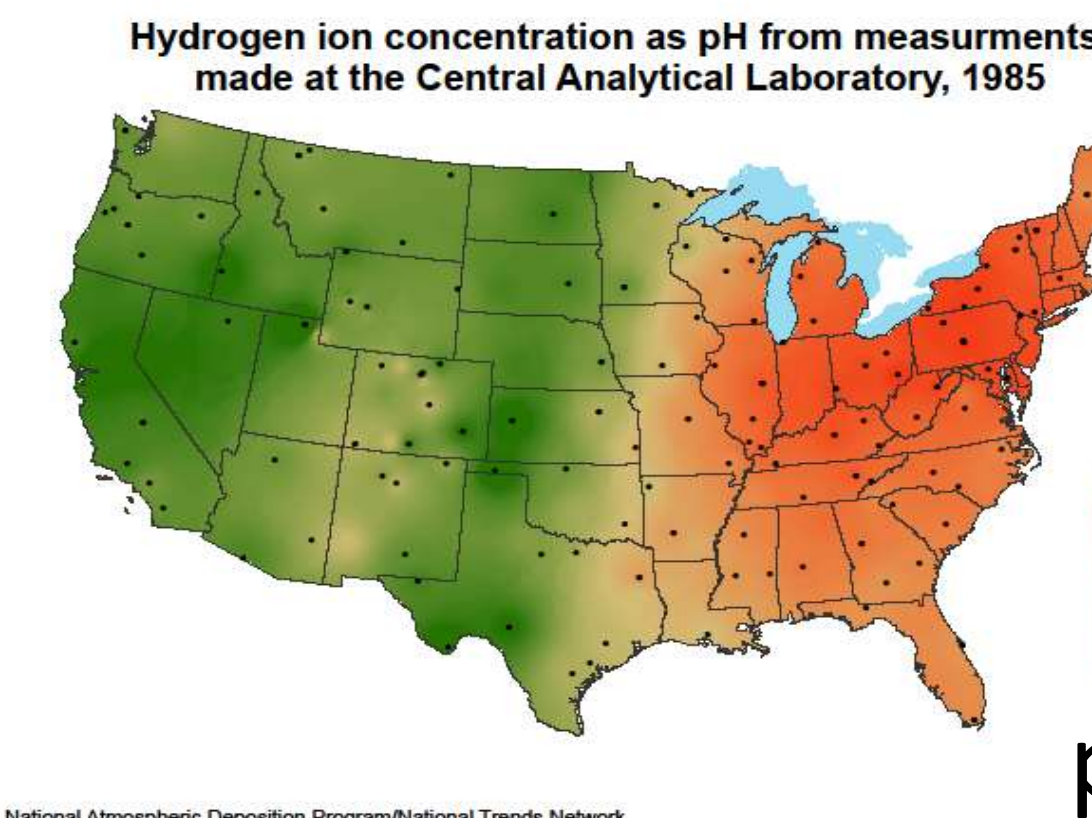 Hydrogen ion concentration as pH from measurments
made at the Central Analytical Laboratory, 1985
National Atmospheric Deposition Program/National Trends Network